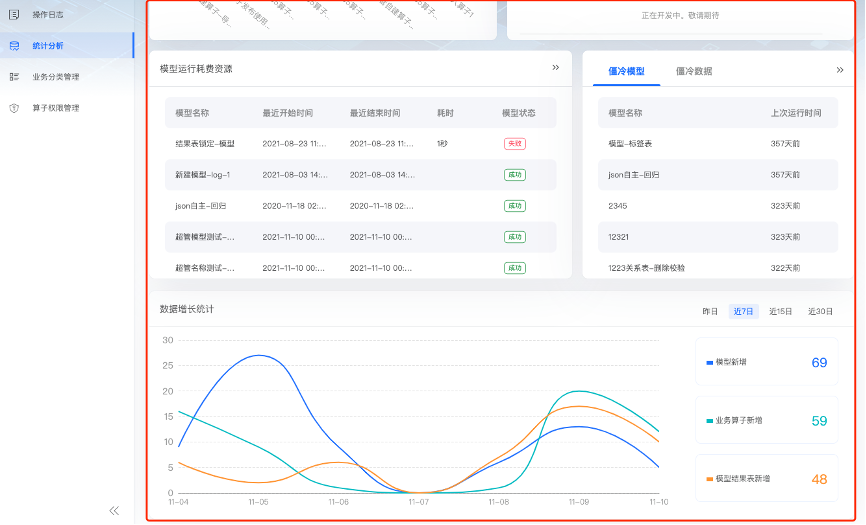 操作日志
统计分析
业务分类管理
算子权限管理
正在开发中，敬请期待
模型运行耗费资源
模型名称 最近开始时间 最近结束时间 耗时 模型状态
结果表锁定-模型 2021-08-23 11:... 2021-08-23 11:... 1秒 失败
新建模型-log-1 2021-08-03 14:... 2021-08-03 14:... 成功
json自主-回归 2020-11-18 02:... 2020-11-18 02:... 成功
超管模型测试-... 2021-11-10 00:... 2021-11-10 00:... 成功
超管名称测试-... 2021-11-10 00:... 2021-11-10 00:... 成功
僵冷模型 僵冷数据
模型名称 上次运行时间
模型-标签表 357天前
json自主-回归 357天前
2345 323天前
12321 323天前
1223关系表-删除校验 322天前
数据增长统计
昨日 近7日 近15日 近30日
30
25
20
15
10
5
0
11-04 11-05 11-06 11-07 11-08 11-09 11-10
模型新增 69
业务算子新增 59
模型结果表新增 48